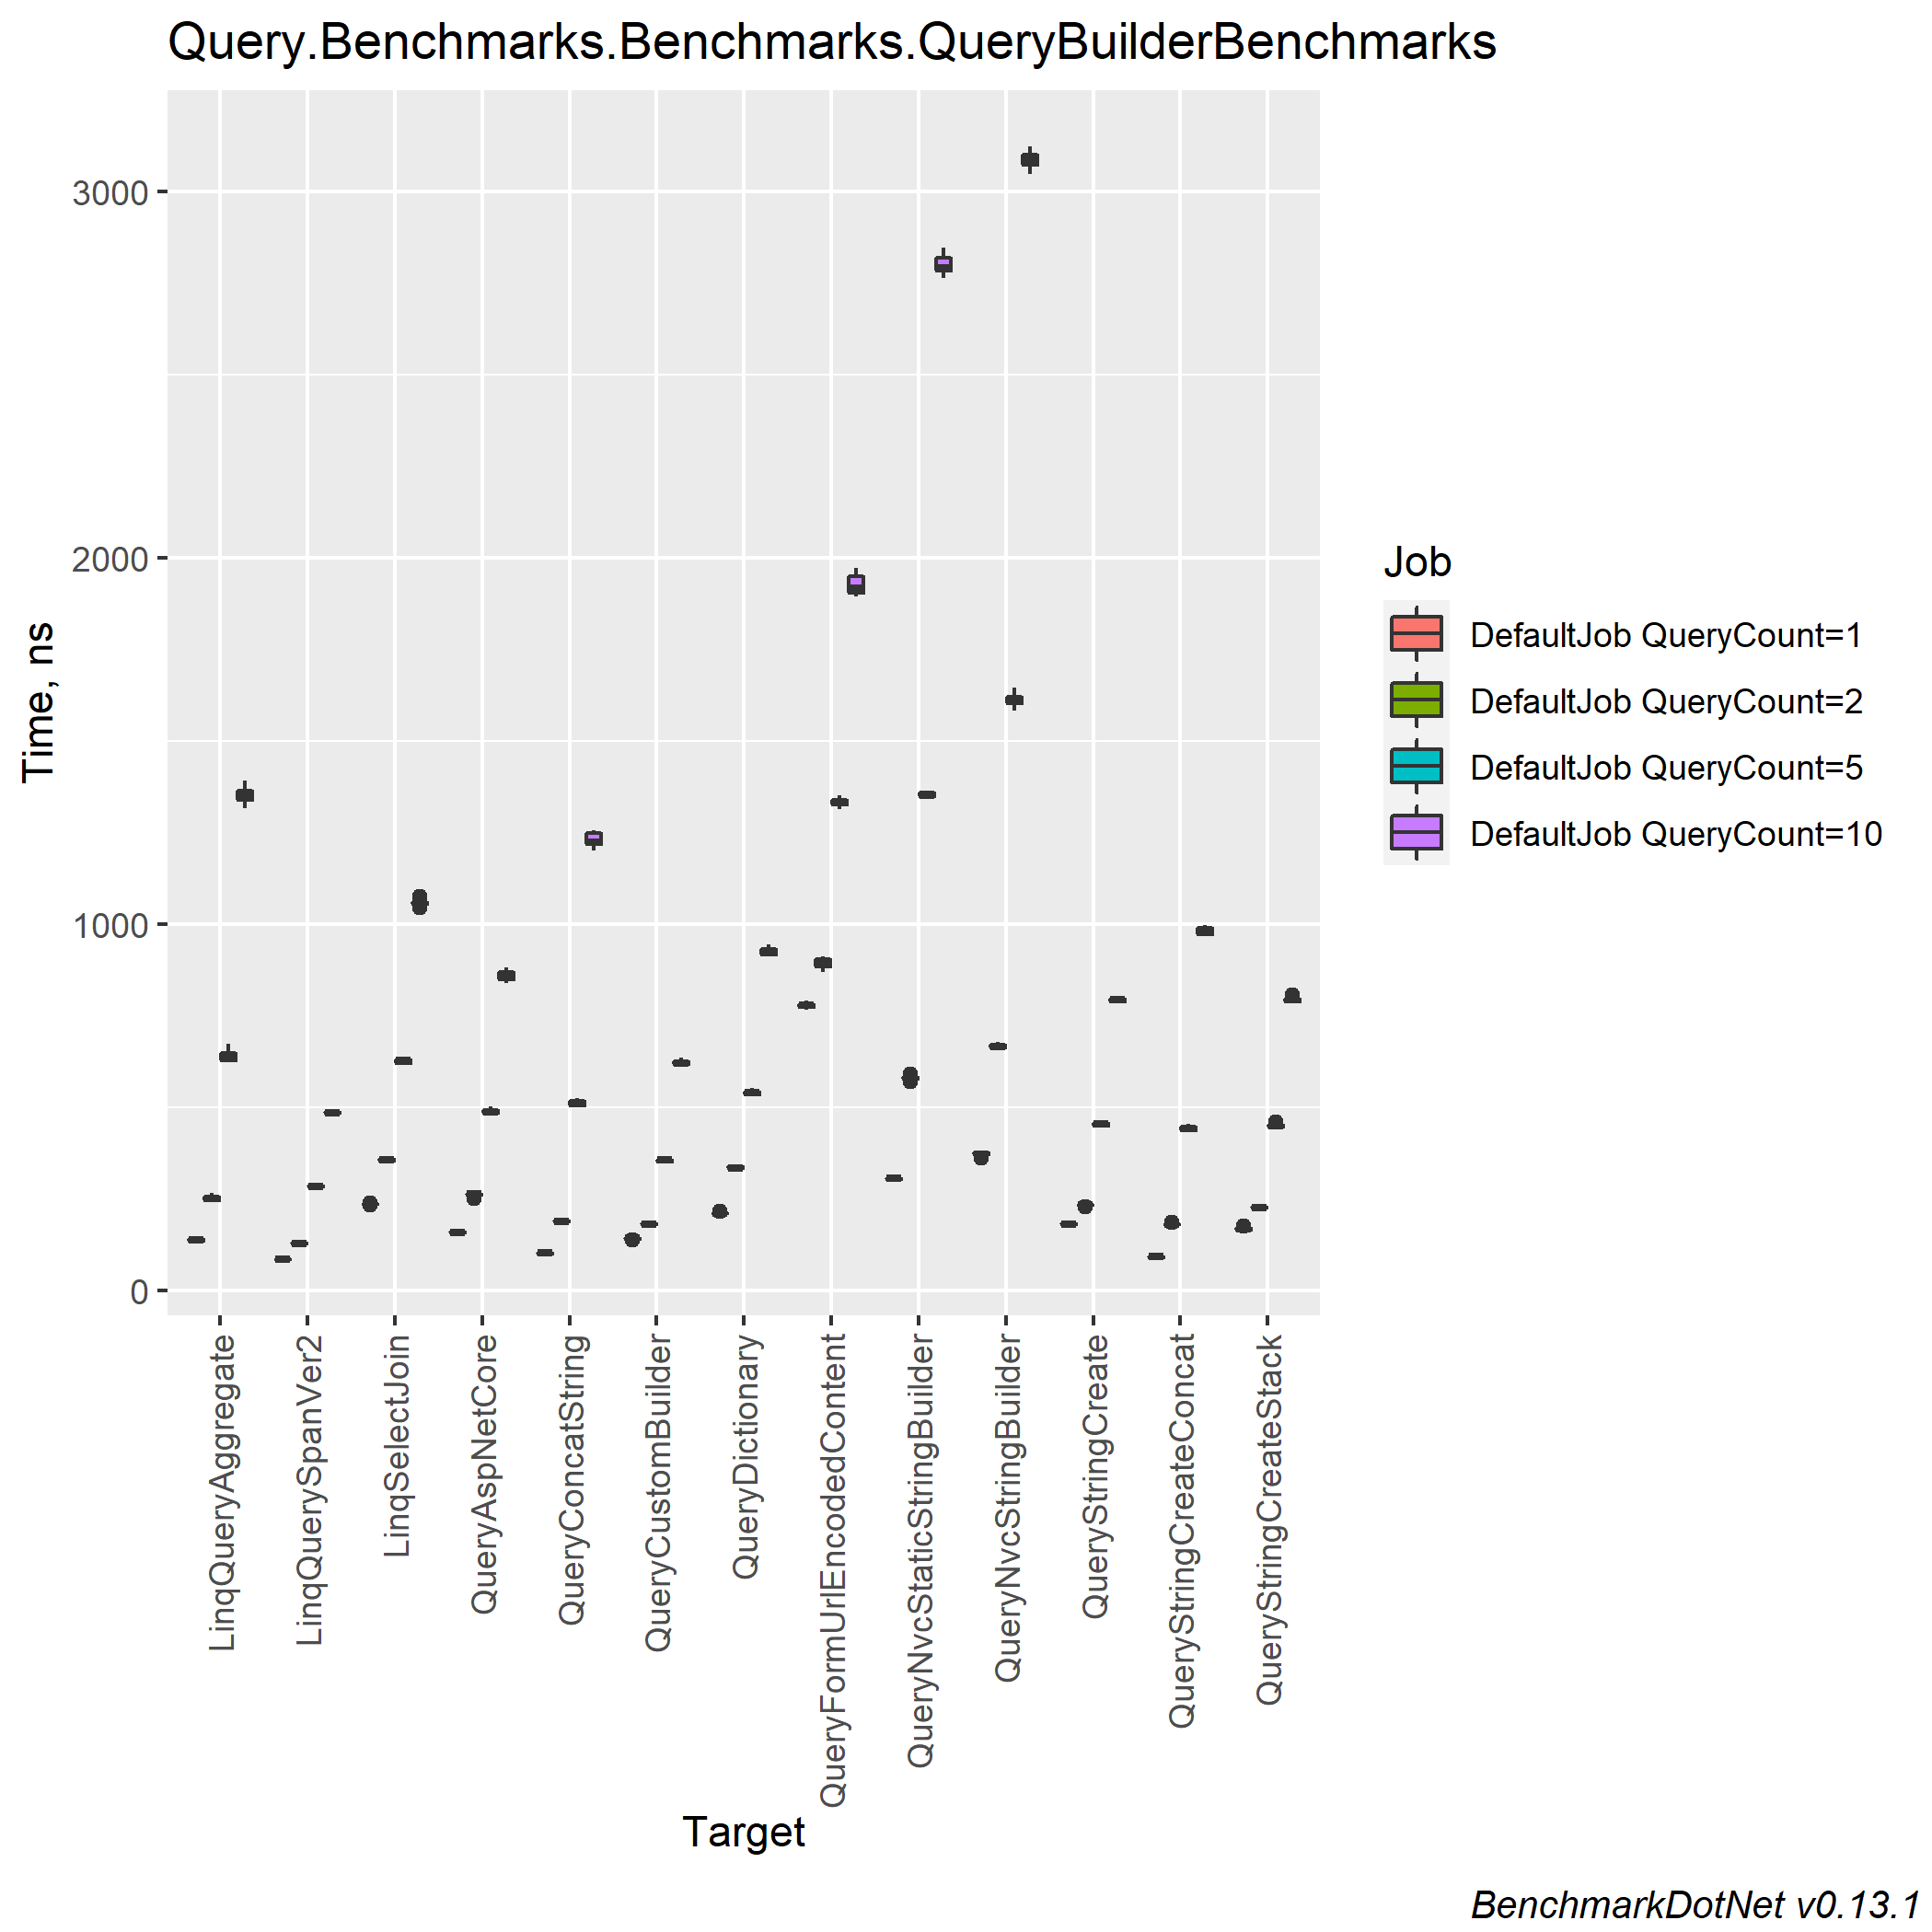 Query.Benchmarks.Benchmarks.QueryBuilderBenchmarks
Time, ns
3000
2000
1000
0
LinqQueryAggregate
LinqQuerySpanVer2
LinqSelectJoin
QueryAspNetCore
QueryConcatString
QueryCustomBuilder
QueryDictionary
QueryFormUrlEncodedContent
QueryNvcStaticStringBuilder
QueryNvcStringBuilder
QueryStringCreate
QueryStringCreateConcat
QueryStringCreateStack
Target
Job
DefaultJob QueryCount=1
DefaultJob QueryCount=2
DefaultJob QueryCount=5
DefaultJob QueryCount=10
BenchmarkDotNet v0.13.1